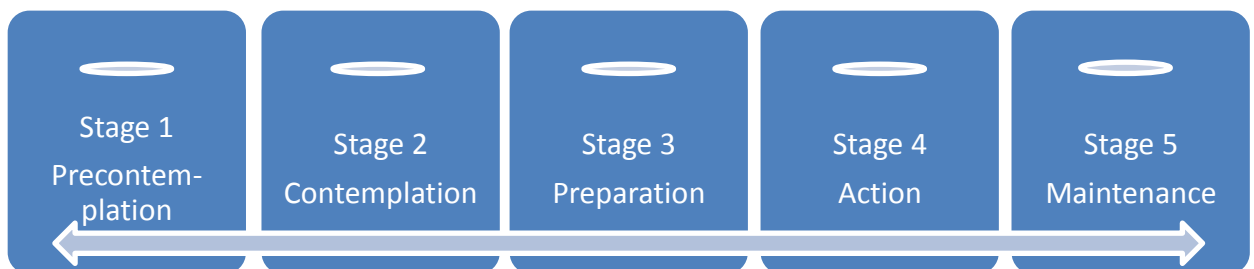 Stage 1
Precontem-
plation
Stage 2
Contemplation
Stage 3
Preparation
Stage 4
Action
Stage 5
Maintenance